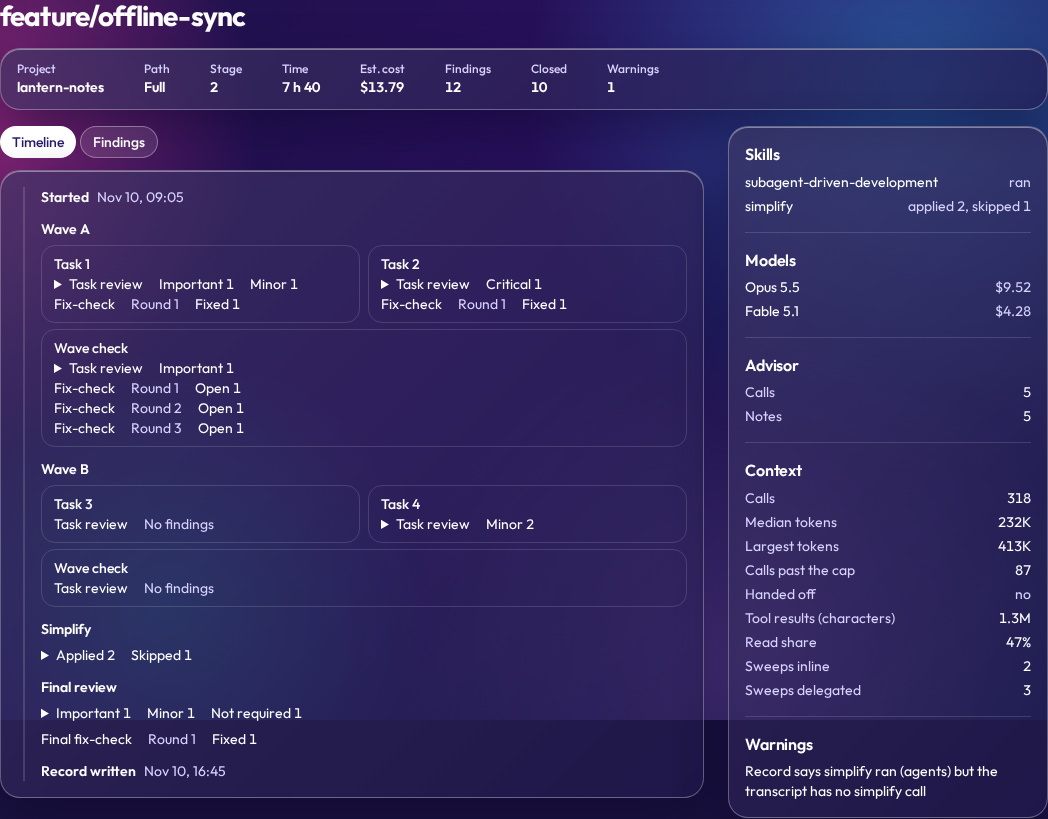 feature/offline-sync
Project Path Stage Time Est. cost Findings Closed Warnings
lantern-notes Full 2 7 h 40 $13.79 12 10 1
Timeline Findings
Started Nov 10, 09:05
Wave A
Task 1
▶ Task review Important 1 Minor 1
Fix-check Round 1 Fixed 1
Task 2
▶ Task review Critical 1
Fix-check Round 1 Fixed 1
Wave check
▶ Task review Important 1
Fix-check Round 1 Open 1
Fix-check Round 2 Open 1
Fix-check Round 3 Open 1
Wave B
Task 3
Task review No findings
Task 4
▶ Task review Minor 2
Wave check
Task review No findings
Simplify
▶ Applied 2 Skipped 1
Final review
▶ Important 1 Minor 1 Not required 1
Final fix-check Round 1 Fixed 1
Record written Nov 10, 16:45
Skills
subagent-driven-development ran
simplify applied 2, skipped 1
Models
Opus 5.5 $9.52
Fable 5.1 $4.28
Advisor
Calls 5
Notes 5
Context
Calls 318
Median tokens 232K
Largest tokens 413K
Calls past the cap 87
Handed off no
Tool results (characters) 1.3M
Read share 47%
Sweeps inline 2
Sweeps delegated 3
Warnings
Record says simplify ran (agents) but the
transcript has no simplify call